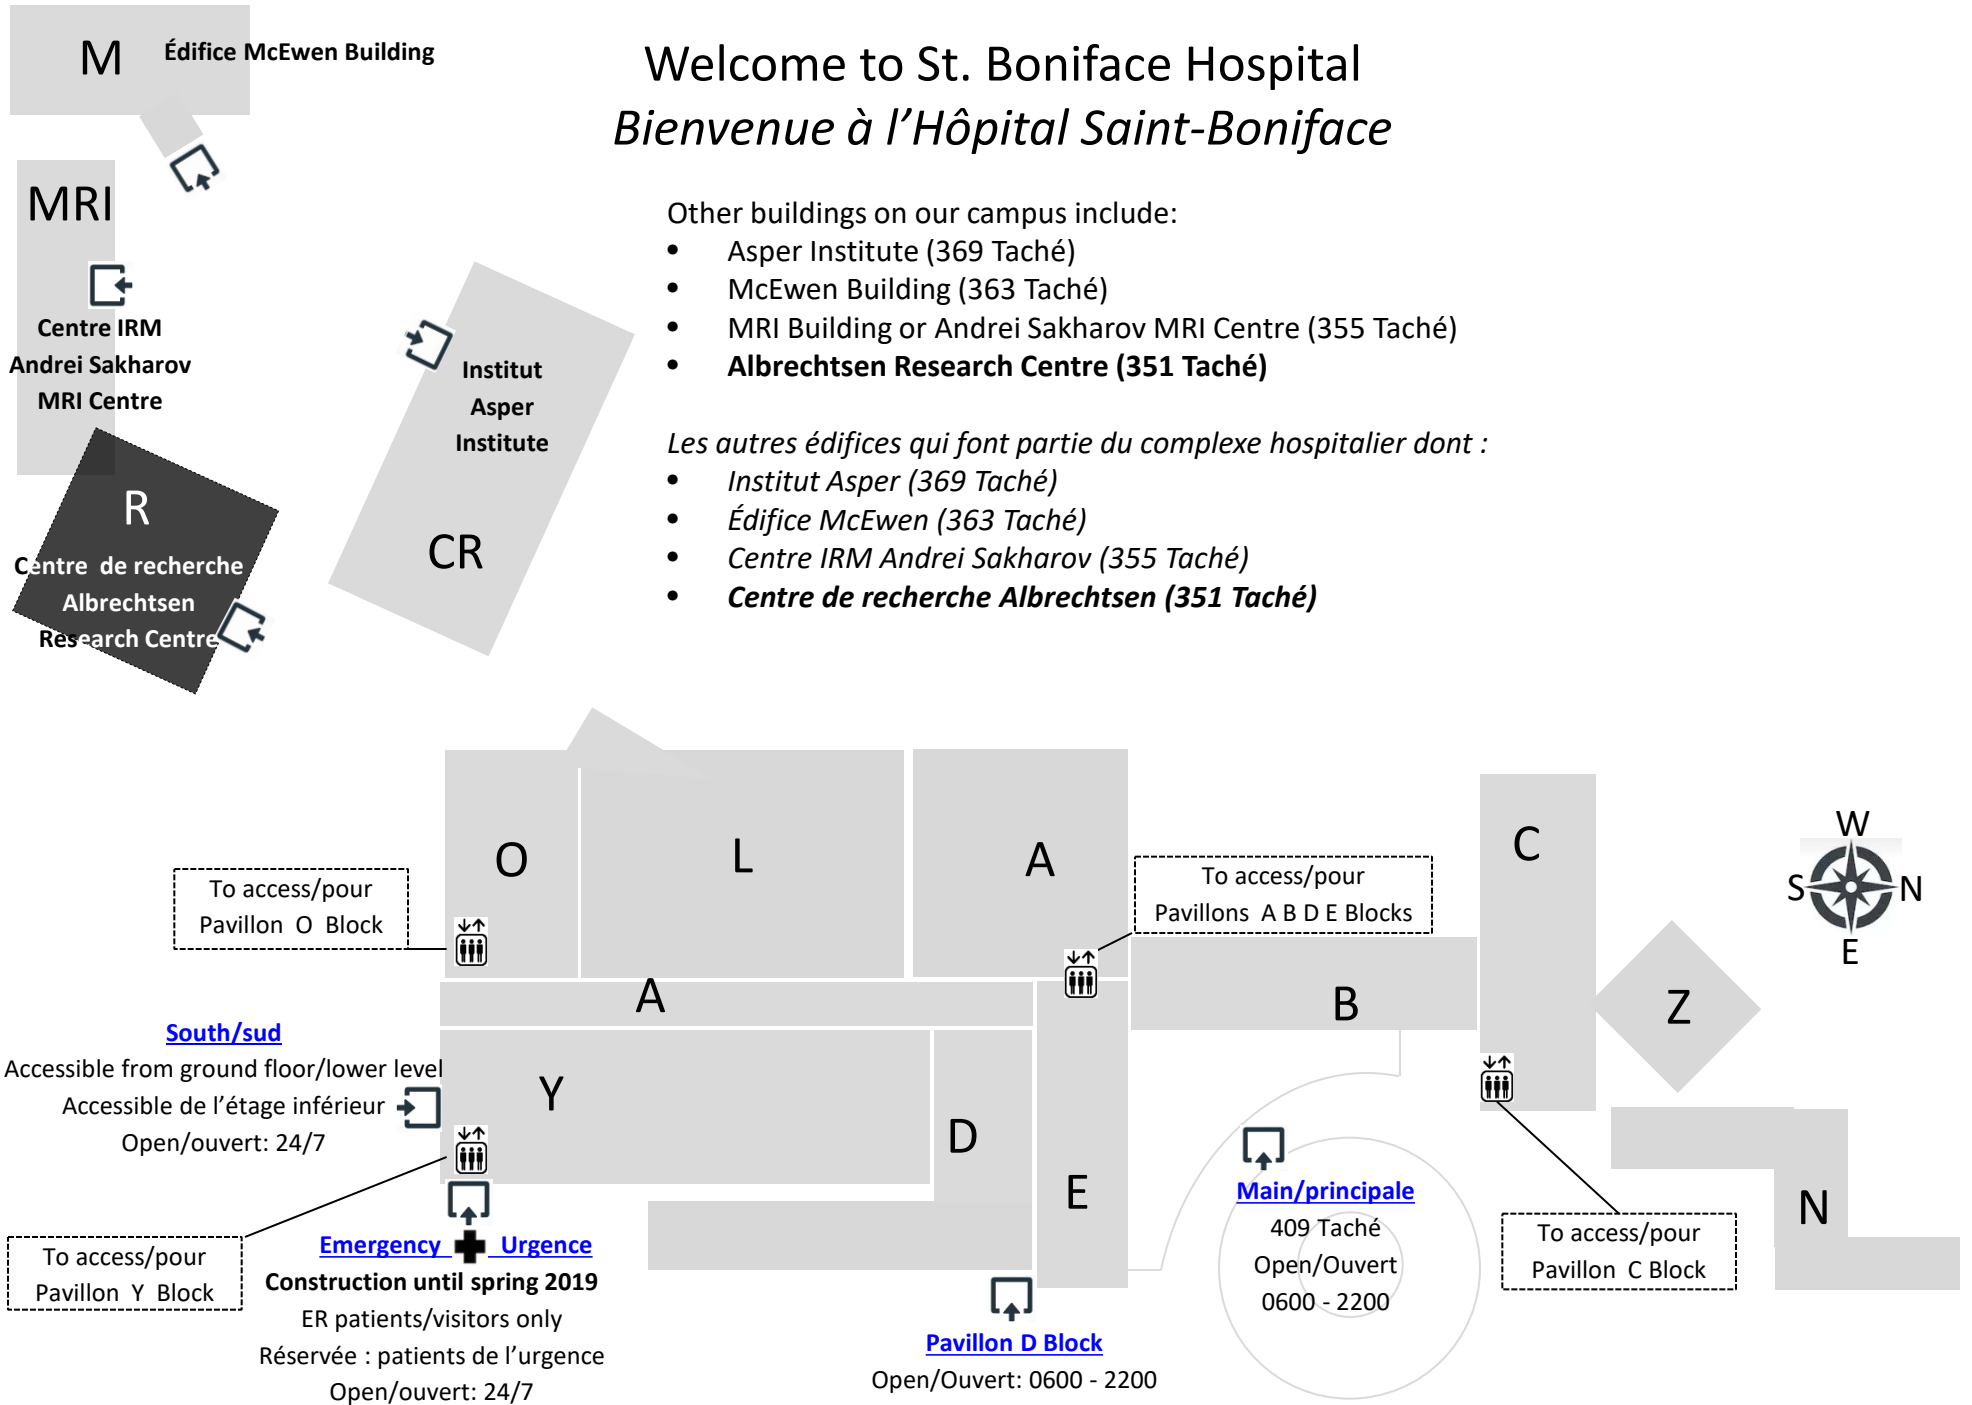 M
Édifice McEwen Building
Welcome to St. Boniface Hospital
Bienvenue à l’Hôpital Saint-Boniface
MRI
Centre IRM
Andrei Sakharov
MRI Centre
Institut
Asper
Institute
CR
R
Centre de recherche
Albrechtsen
Research Centre
Other buildings on our campus include:
• Asper Institute (369 Taché)
• McEwen Building (363 Taché)
• MRI Building or Andrei Sakharov MRI Centre (355 Taché)
• Albrechtsen Research Centre (351 Taché)
Les autres édifices qui font partie du complexe hospitalier dont :
• Institut Asper (369 Taché)
• Édifice McEwen (363 Taché)
• Centre IRM Andrei Sakharov (355 Taché)
• Centre de recherche Albrechtsen (351 Taché)
O
L
A
C
W
S
N
E
To access/pour
Pavillon O Block
To access/pour
Pavillons A B D E Blocks
A
B
Z
South/sud
Accessible from ground floor/lower level
Accessible de l’étage inférieur
Open/ouvert: 24/7
Y
D
E
N
Main/principale
409 Taché
Open/Ouvert
0600 - 2200
To access/pour
Pavillon C Block
To access/pour
Pavillon Y Block
Emergency Urgence
Construction until spring 2019
ER patients/visitors only
Réservée : patients de l’urgence
Open/ouvert: 24/7
Pavillon D Block
Open/Ouvert: 0600 - 2200